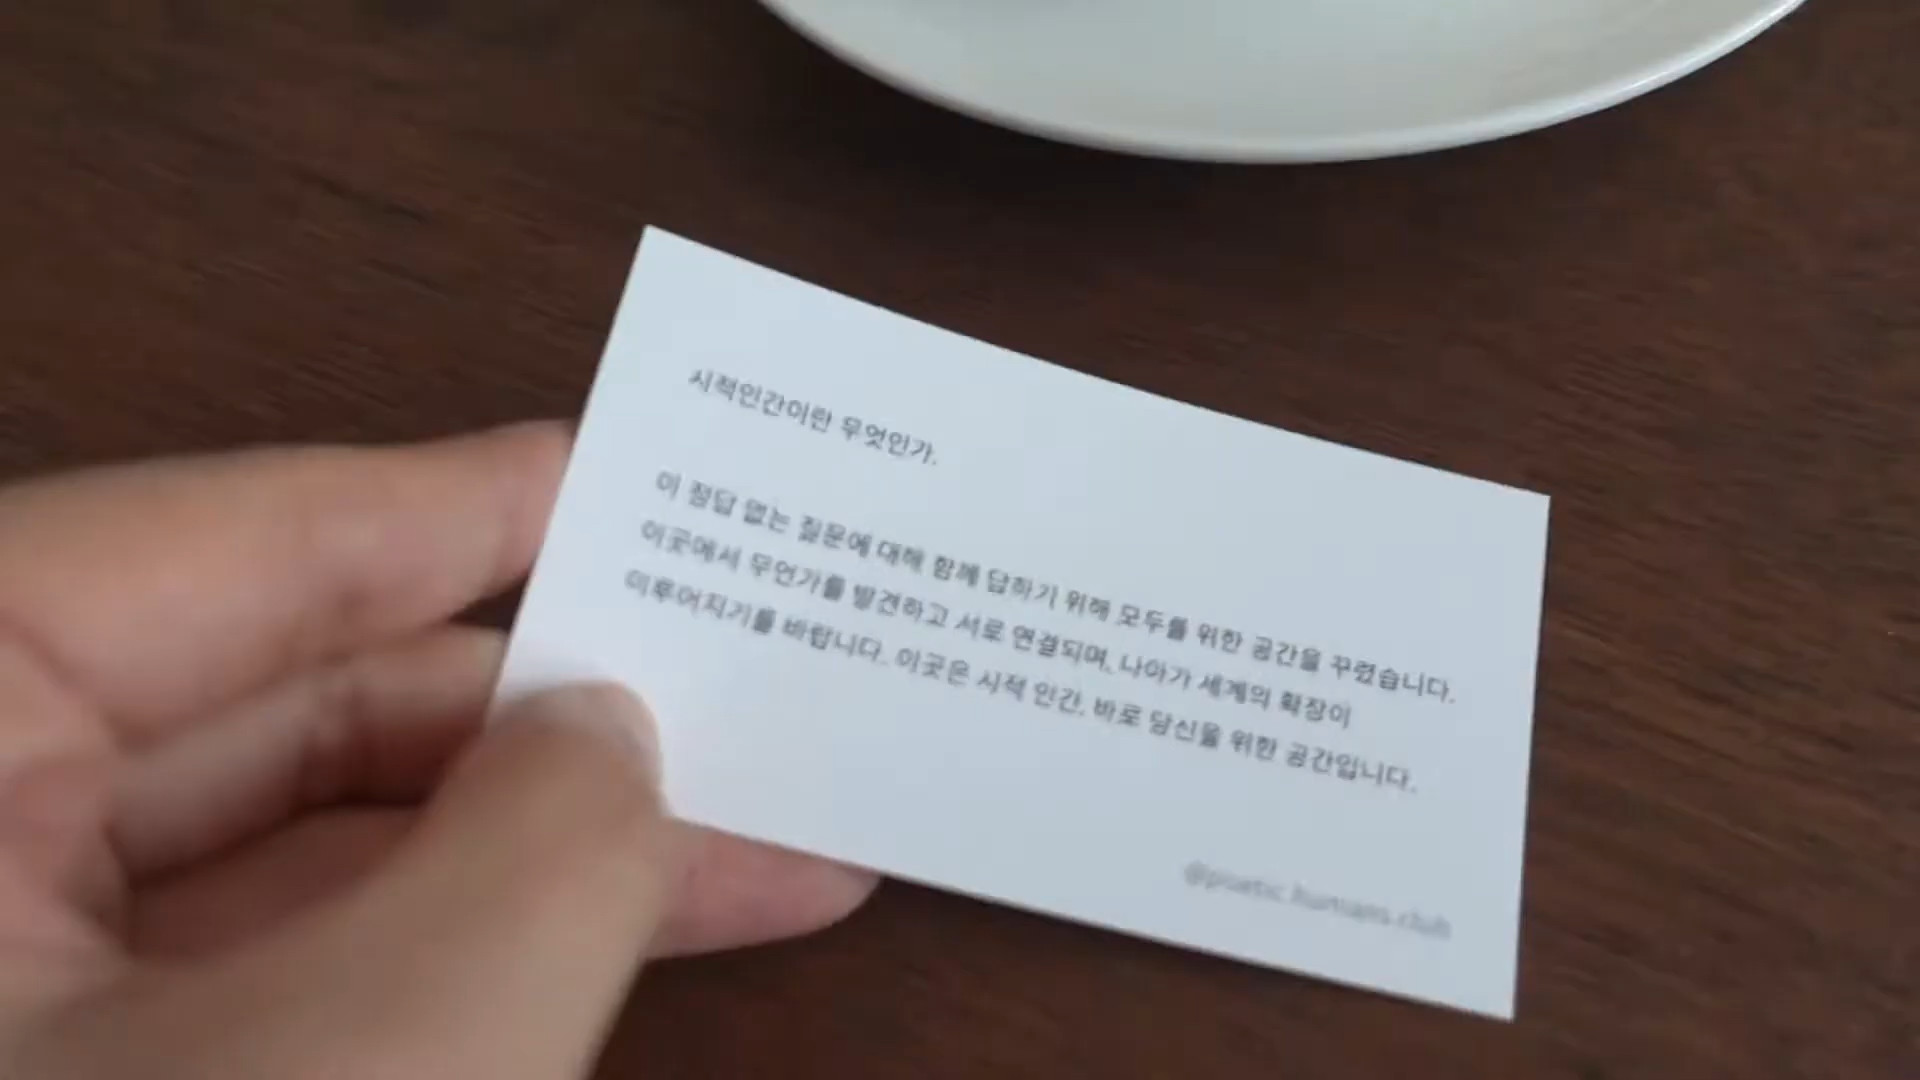 시적인간이란 무엇인가.
이 정답 없는 질문에 대해 함께 답하기 위해 모두를 위한 공간을 꾸렸습니다.
이곳에서 무언가를 발견하고 서로 연결되며, 나아가 세계의 확장이
이루어지기를 바랍니다. 이곳은 시적 인간, 바로 당신을 위한 공간입니다.
@poetic.humans.club